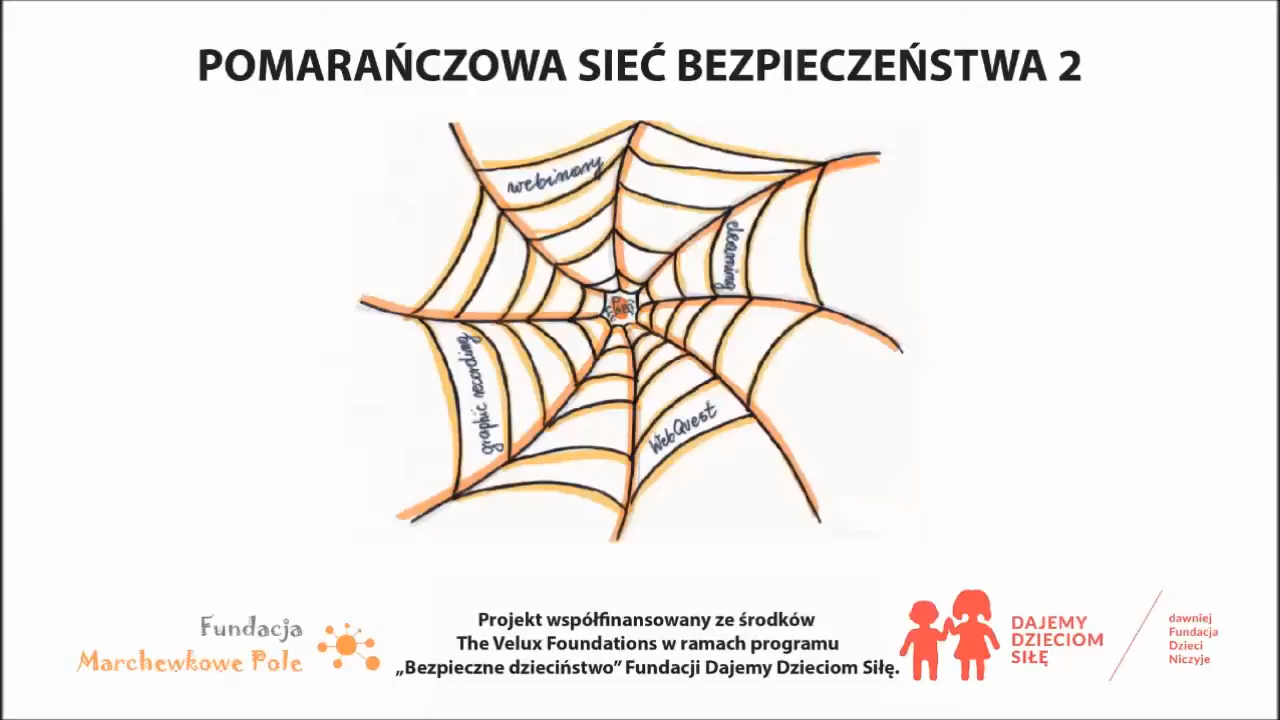 POMARAŃCZOWA SIEĆ BEZPIECZEŃSTWA 2
webinary
elearning
graphic recording
WebQuest
Fundacja
Marchewkowe Pole
Projekt współfinansowany ze środków
The Velux Foundations w ramach programu
„Bezpieczne dzieciństwo” Fundacji Dajemy Dzieciom Siłę.
DAJEMY
DZIECIOM
SIŁĘ
dawniej
Fundacja
Dzieci
Niczyje